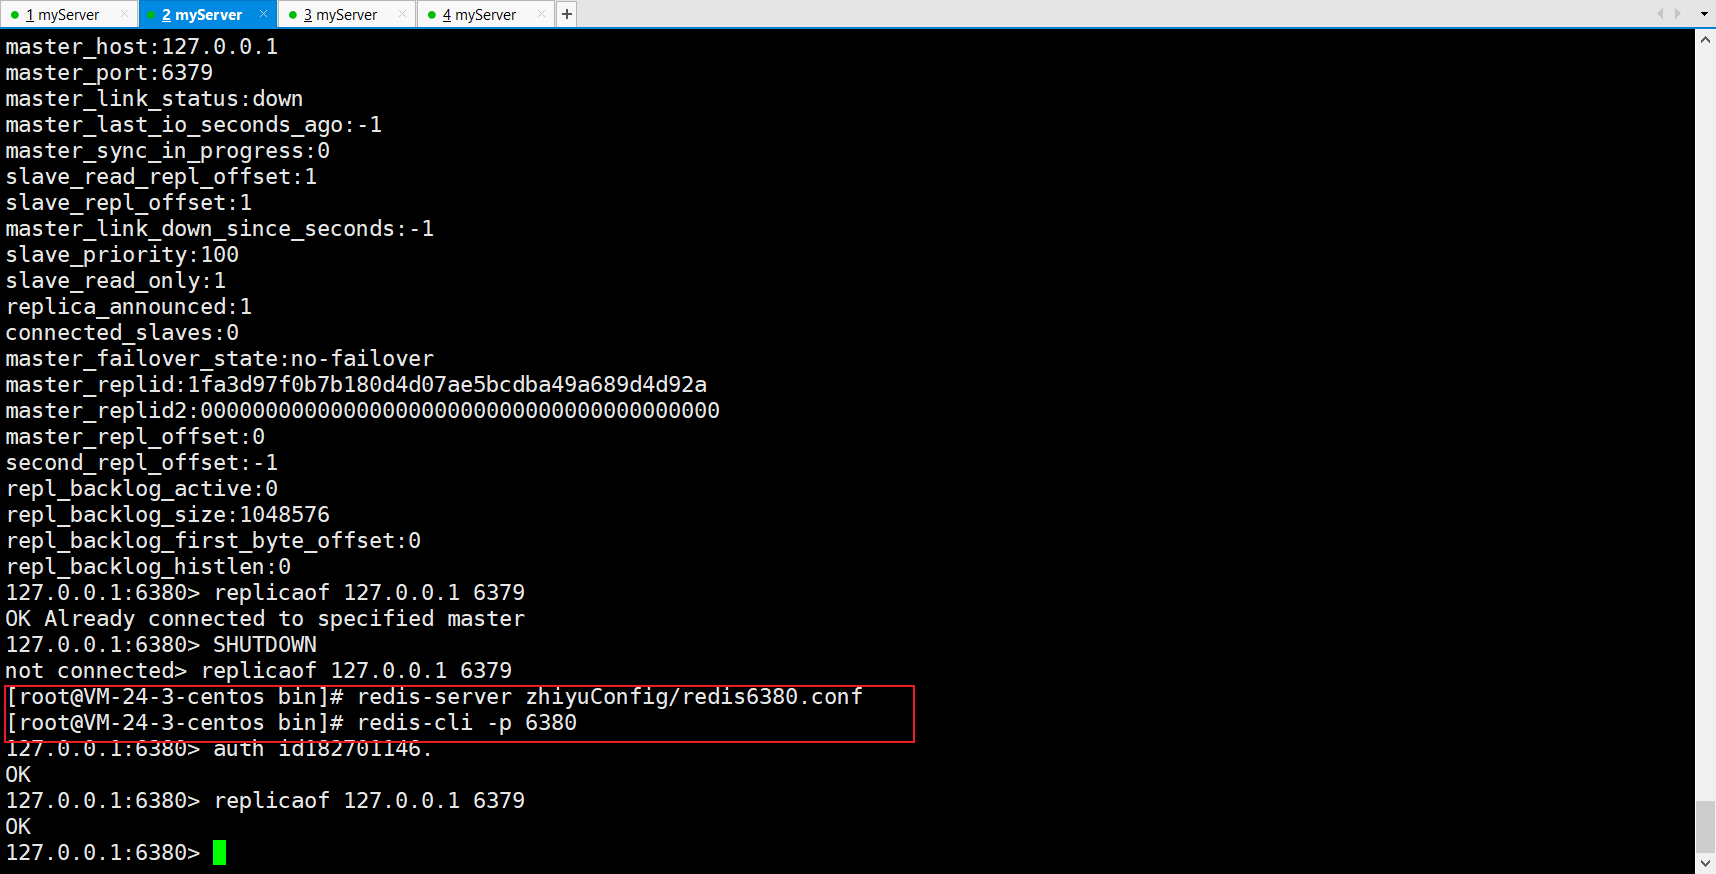 1 myServer
2 myServer
3 myServer
4 myServer
master_host:127.0.0.1
master_port:6379
master_link_status:down
master_last_io_seconds_ago:-1
master_sync_in_progress:0
slave_read_repl_offset:1
slave_repl_offset:1
master_link_down_since_seconds:-1
slave_priority:100
slave_read_only:1
replica_announced:1
connected_slaves:0
master_failover_state:no-failover
master_replid:1fa3d97f0b7b180d4d07ae5bcdba49a689d4d92a
master_replid2:0000000000000000000000000000000000000000
master_repl_offset:0
second_repl_offset:-1
repl_backlog_active:0
repl_backlog_size:1048576
repl_backlog_first_byte_offset:0
repl_backlog_histlen:0
127.0.0.1:6380> replicaof 127.0.0.1 6379
OK Already connected to specified master
127.0.0.1:6380> SHUTDOWN
not connected> replicaof 127.0.0.1 6379
[root@VM-24-3-centos bin]# redis-server zhiyuConfig/redis6380.conf
[root@VM-24-3-centos bin]# redis-cli -p 6380
127.0.0.1:6380> auth id182701146.
OK
127.0.0.1:6380> replicaof 127.0.0.1 6379
OK
127.0.0.1:6380>